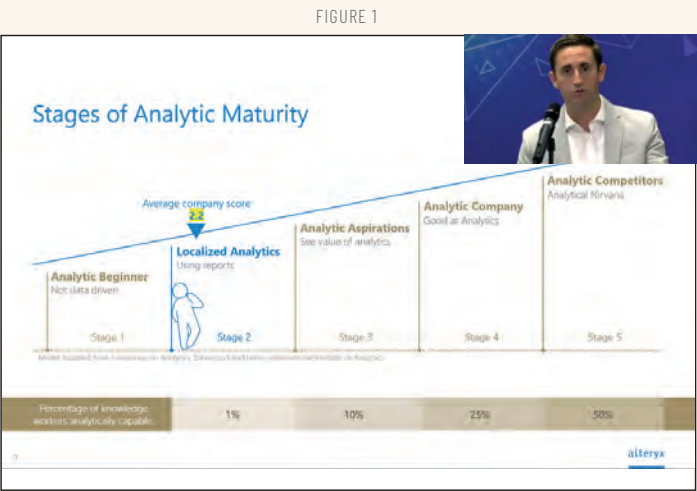 FIGURE 1
Stages of Analytic Maturity
Average company score
2.2
Analytic Beginner
Not data driven
Stage 1
Localized Analytics
Using reports
Stage 2
Analytic Aspirations
See value of analytics
Stage 3
Analytic Company
Good at Analytics
Stage 4
Analytic Competitors
Analytical Nirvana
Stage 5
Percentage of knowledge
workers analytically capable
1%
10%
25%
50%
7
alteryx